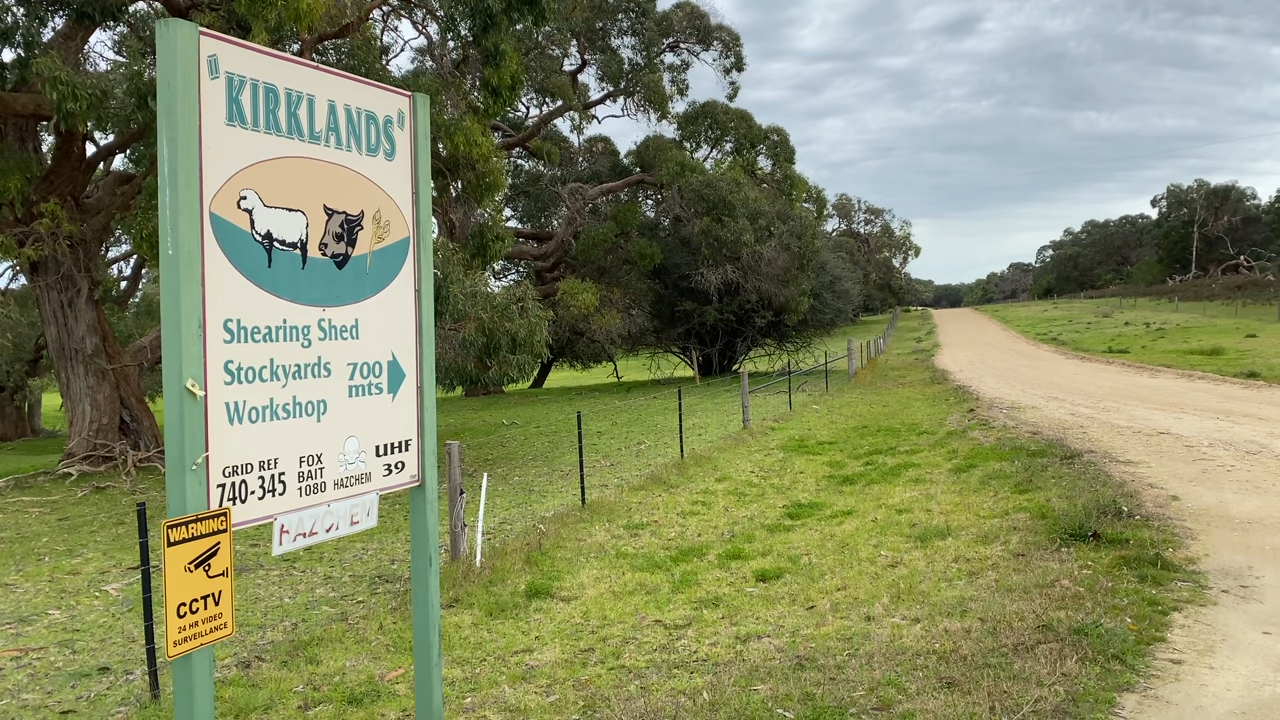 "KIRKLANDS"
Shearing Shed
Stockyards
Workshop
700
mts
GRID REF
740-345
FOX
BAIT
1080
HAZCHEM
UHF
39
HAZCHEM
WARNING
CCTV
24 HR VIDEO
SURVEILLANCE